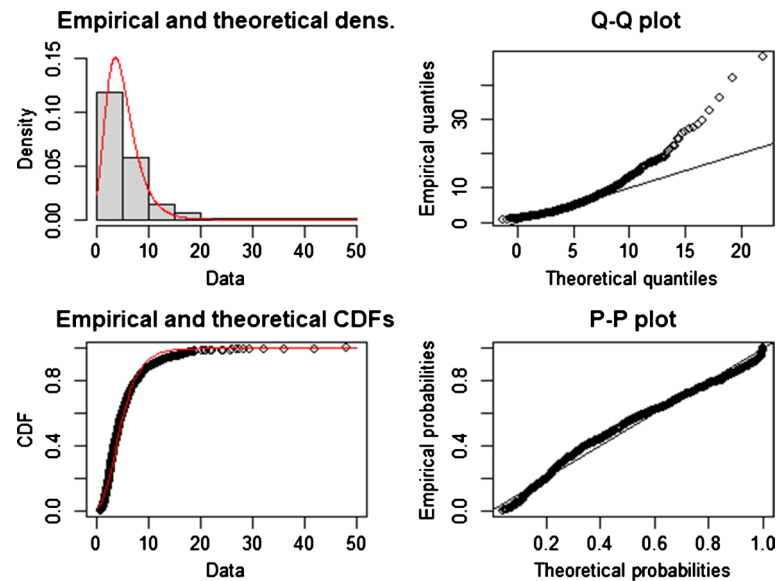 Empirical and theoretical dens.
Density
0.00 0.05 0.10 0.15
0 10 20 30 40 50
Data
Q-Q plot
Empirical quantiles
0 10 30
0 5 10 15 20
Theoretical quantiles
Empirical and theoretical CDFs
CDF
0.0 0.4 0.8
0 10 20 30 40 50
Data
P-P plot
Empirical probabilities
0.0 0.4 0.8
0.2 0.4 0.6 0.8 1.0
Theoretical probabilities